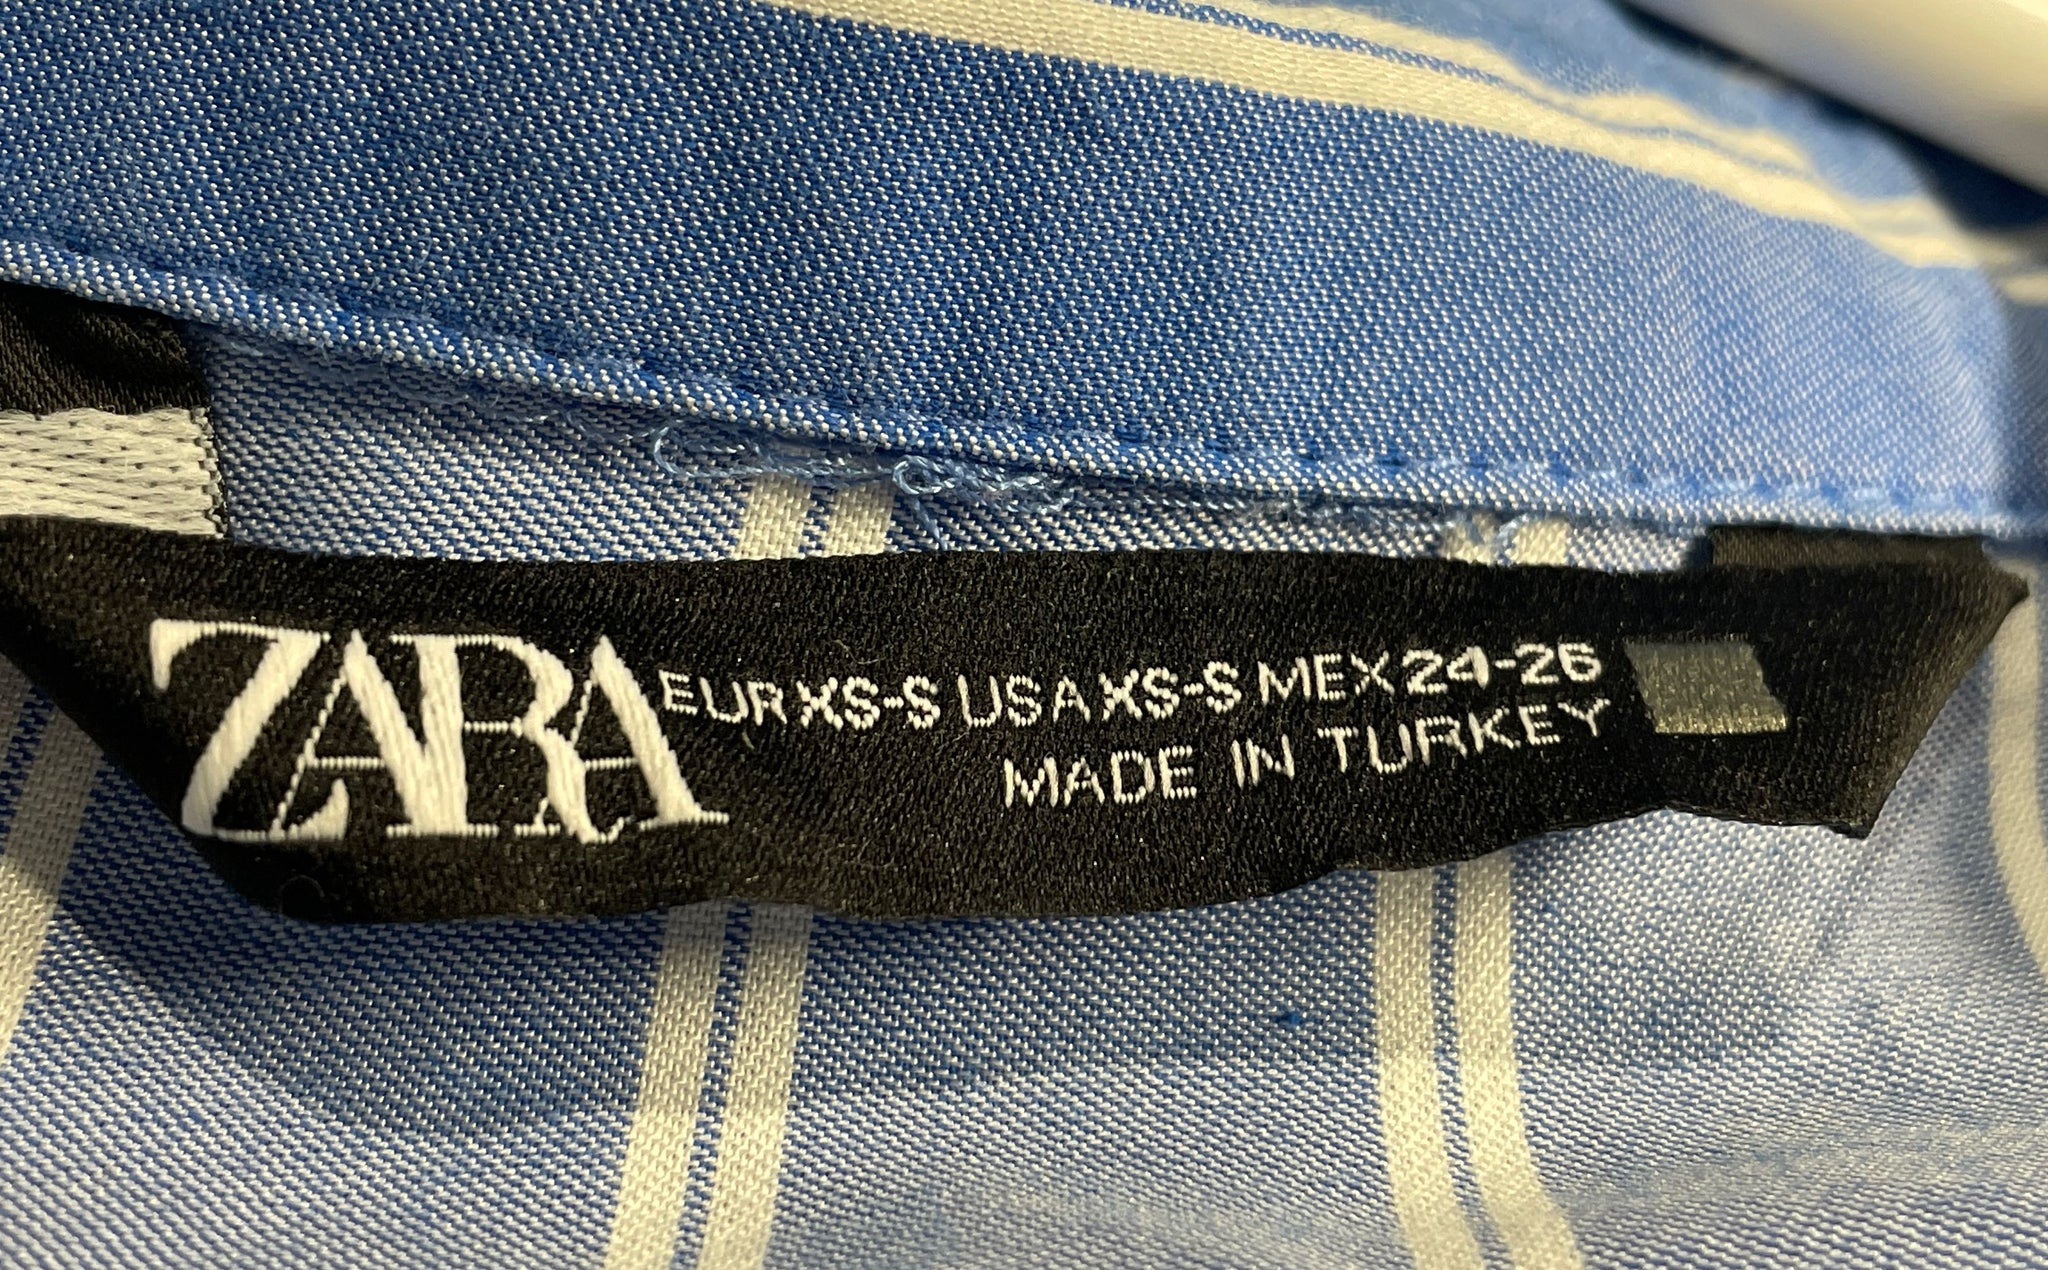 ZARA
EUR XS-S USA XS-S MEX 24-26
MADE IN TURKEY